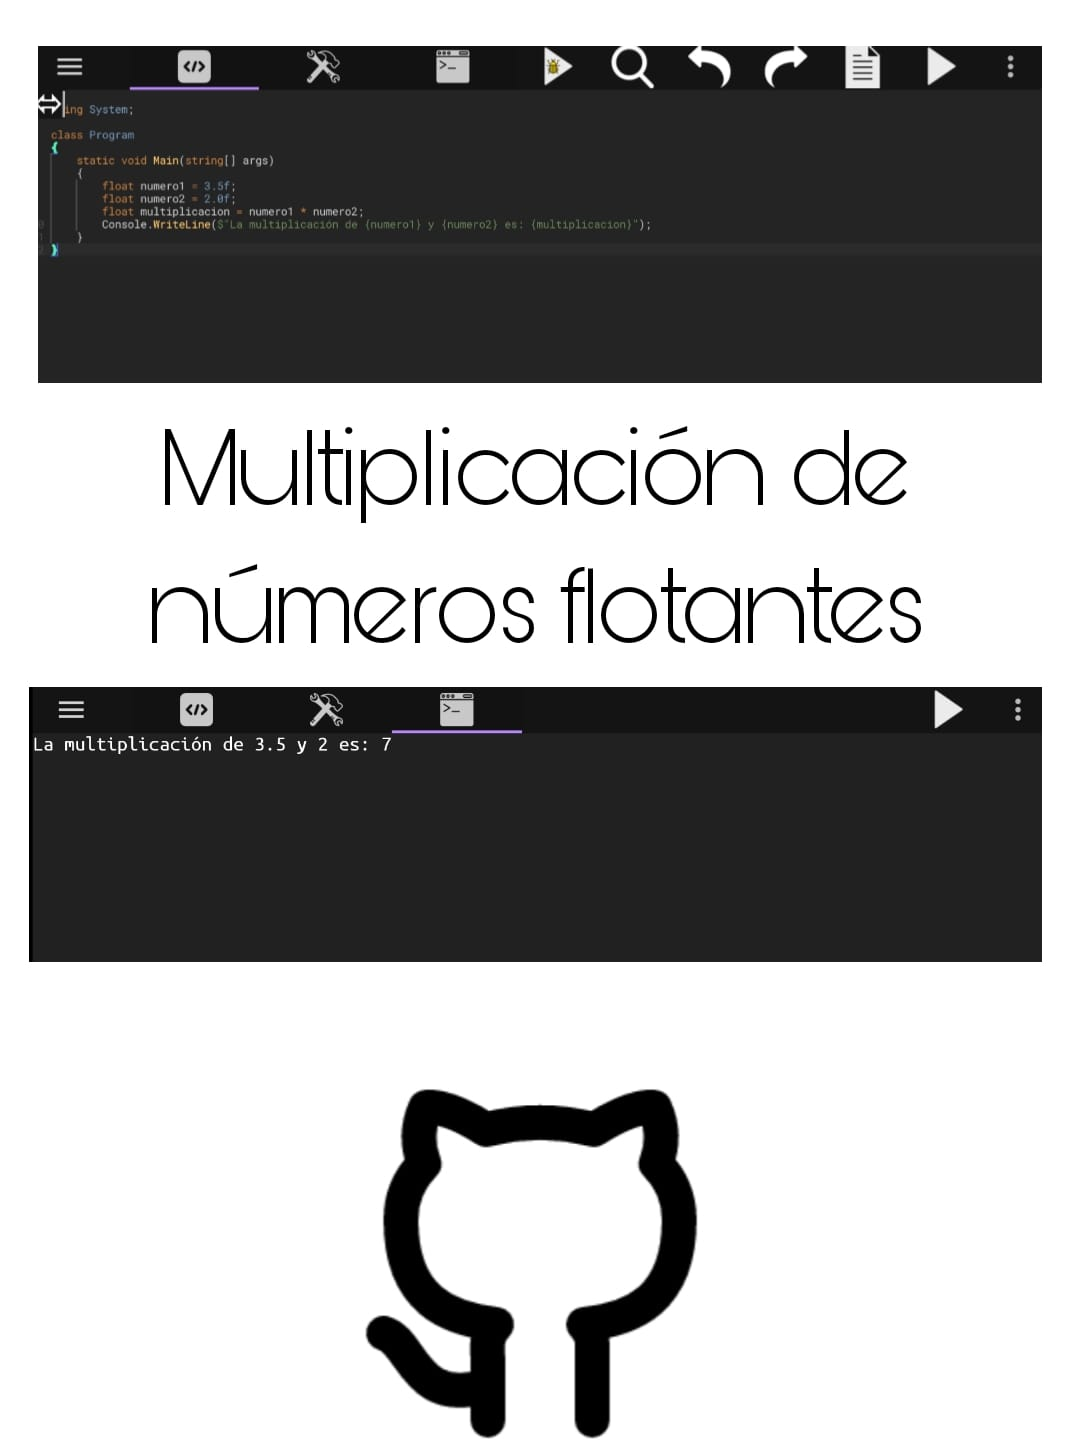 ing System;
class Program
{
static void Main(string[] args)
{
float numero1 = 3.5f;
float numero2 = 2.0f;
float multiplicacion = numero1 * numero2;
Console.WriteLine($"La multiplicación de {numero1} y {numero2} es: {multiplicacion}");
}
}
Multiplicación de
números flotantes
La multiplicación de 3.5 y 2 es: 7